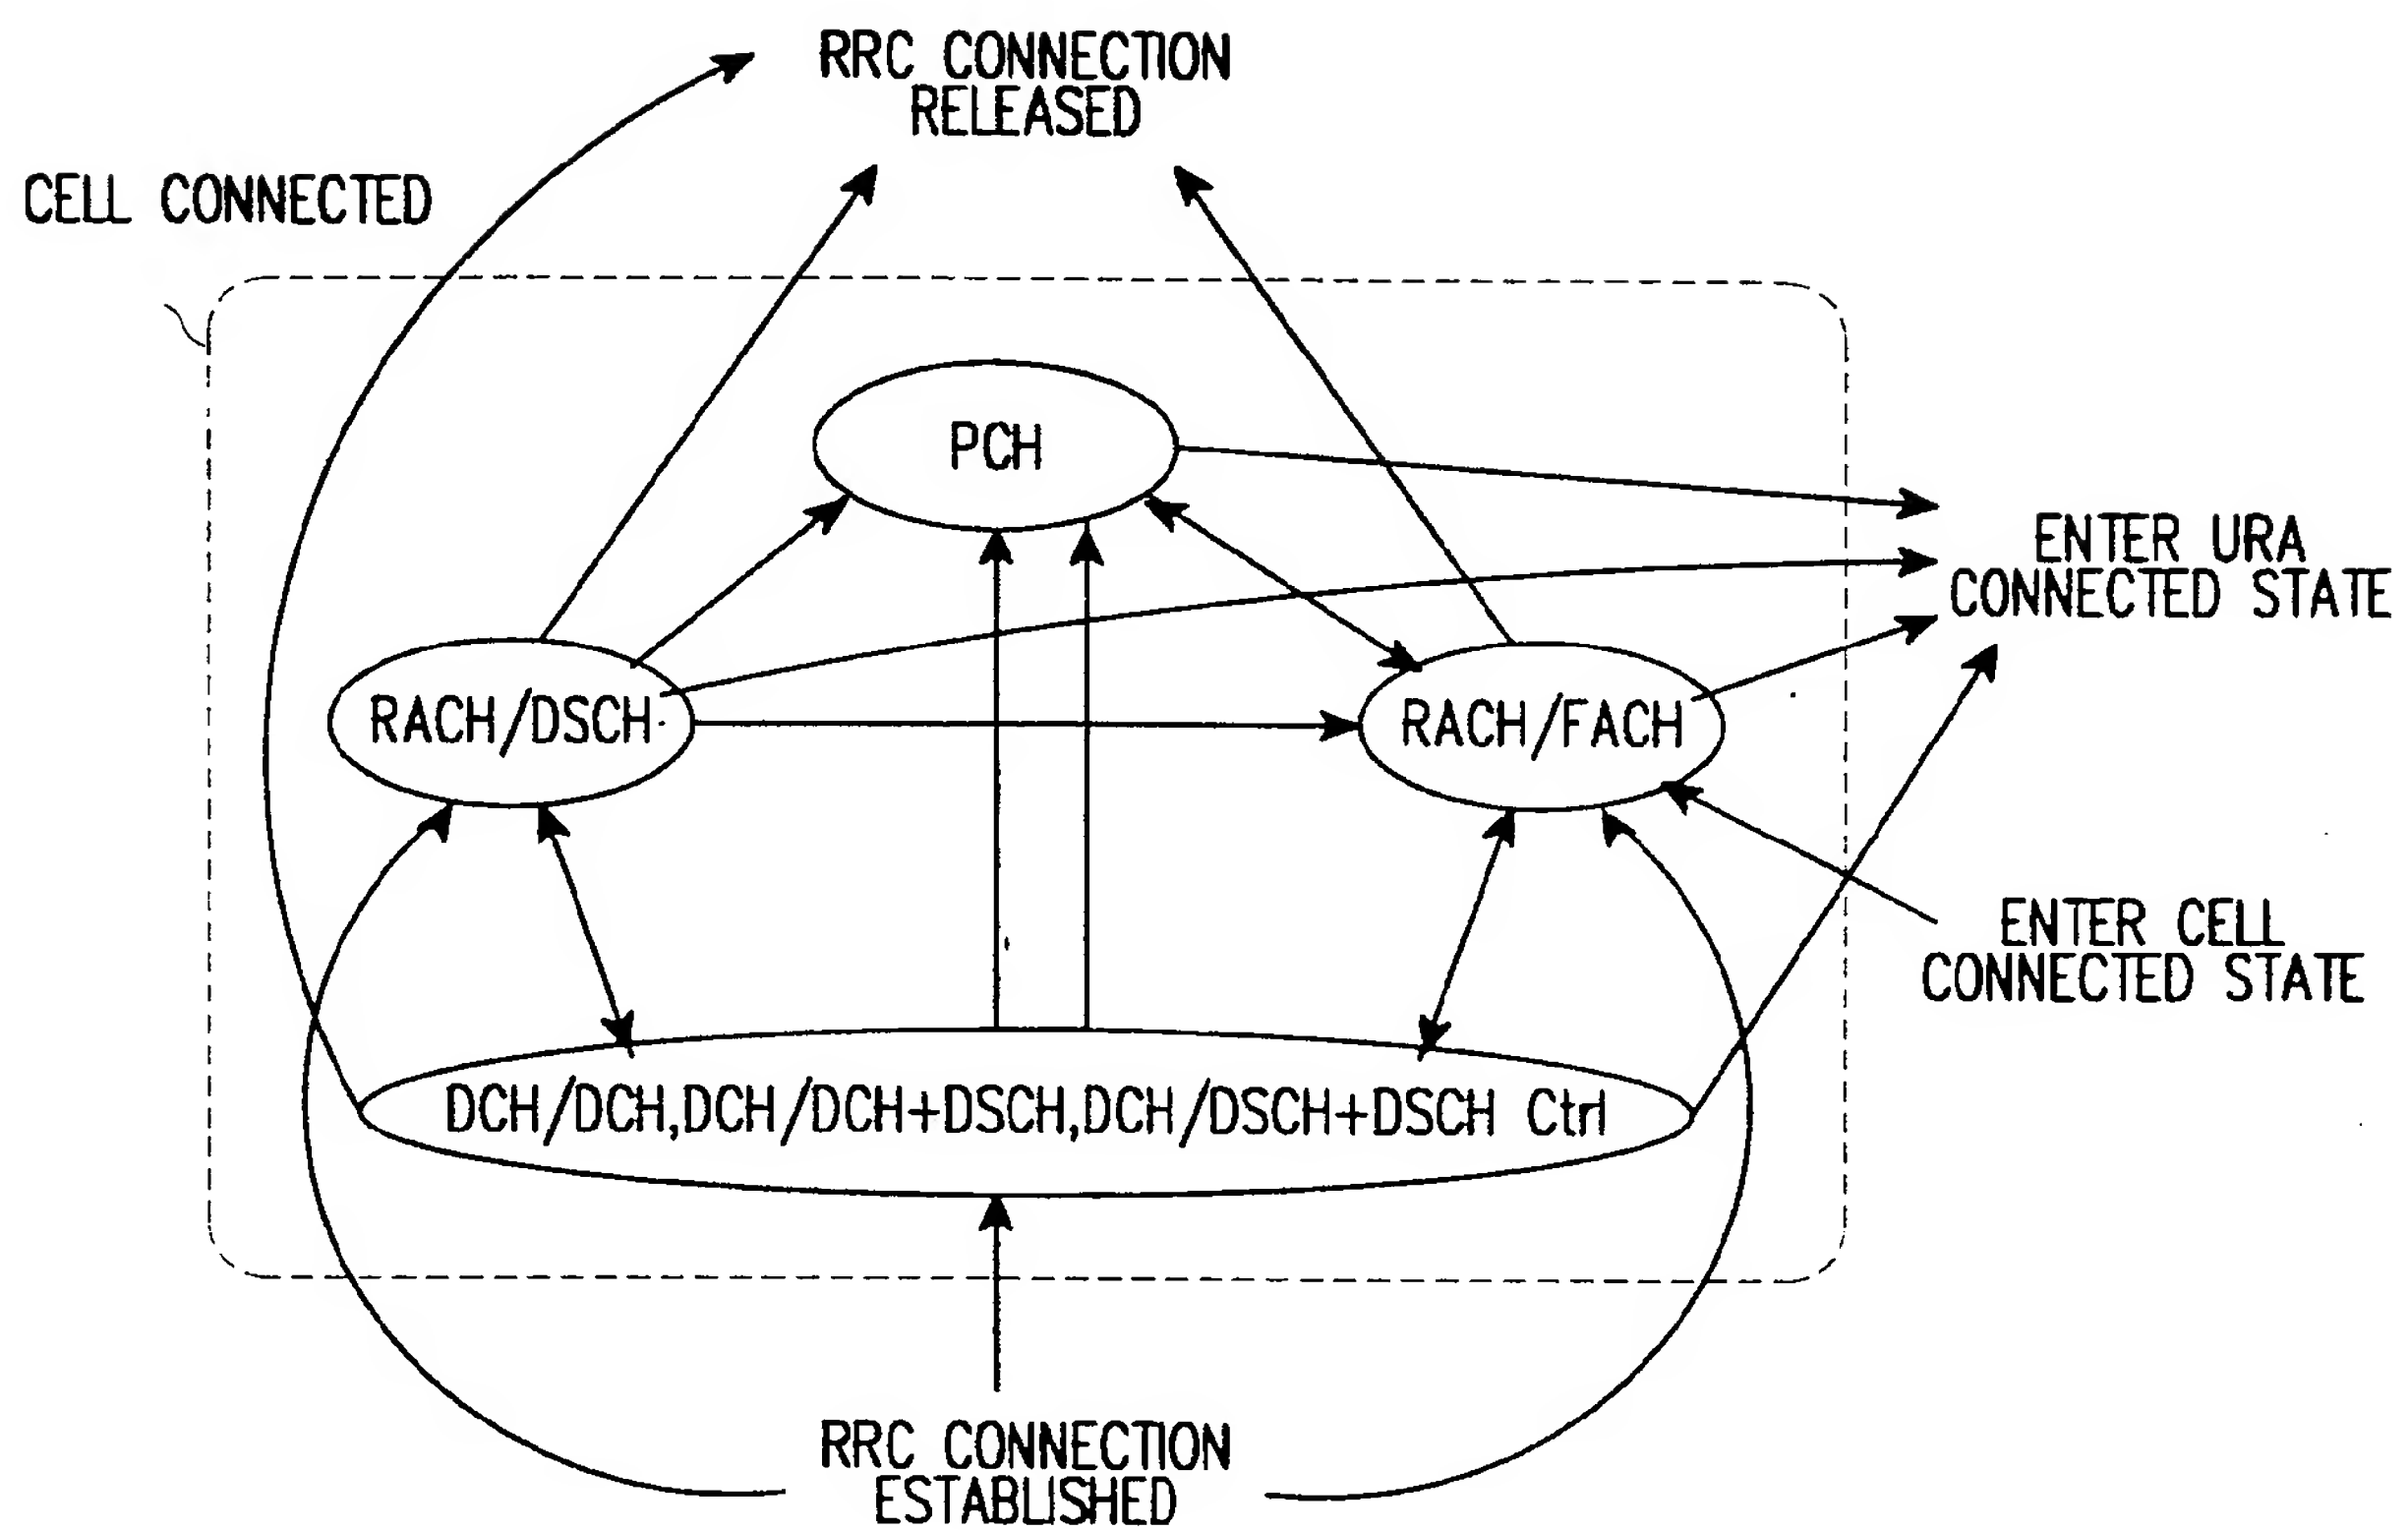 RRC CONNECTION
RELEASED
CELL CONNECTED
PCH
ENTER URA
CONNECTED STATE
RACH/DSCH
RACH/FACH
ENTER CELL
CONNECTED STATE
DCH/DCH,DCH/DCH+DSCH,DCH/DSCH+DSCH Ctrl
RRC CONNECTION
ESTABLISHED